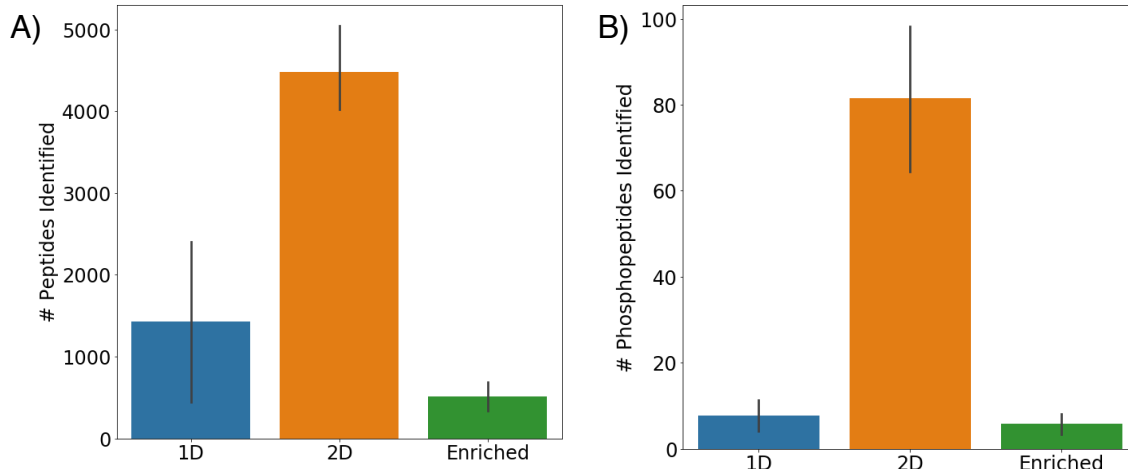 A)
# Peptides Identified
5000
4000
3000
2000
1000
0
1D 2D Enriched
B)
# Phosphopeptides Identified
100
80
60
40
20
0
1D 2D Enriched